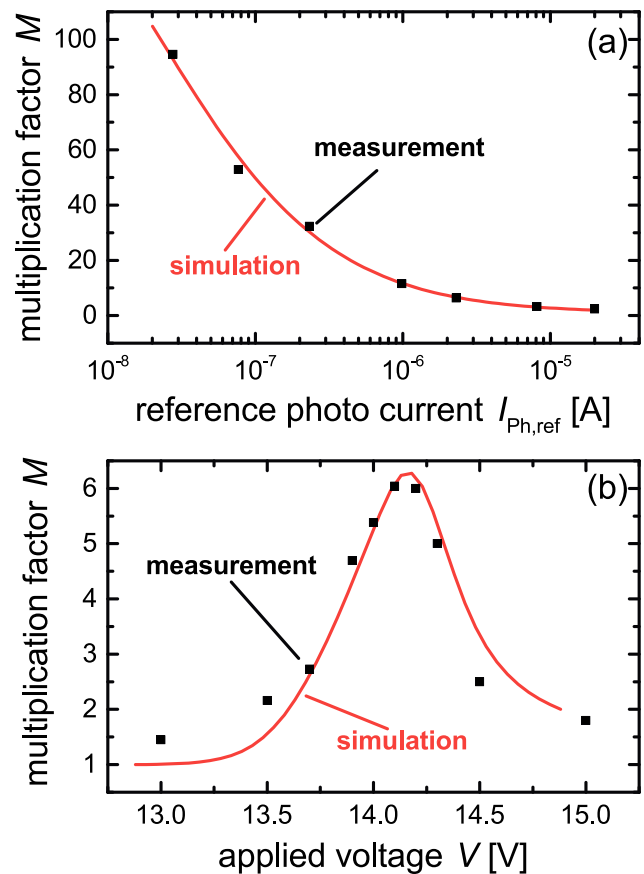 (a)
multiplication factor M
100
80
60
40
20
0
measurement
simulation
10⁻⁸ 10⁻⁷ 10⁻⁶ 10⁻⁵
reference photo current I_Ph,ref [A]
(b)
multiplication factor M
6
5
4
3
2
1
measurement
simulation
13.0 13.5 14.0 14.5 15.0
applied voltage V [V]